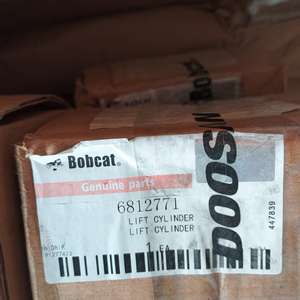 Bobcat®
Genuine parts
6812771
LIFT CYLINDER
LIFT CYLINDER
1 EA
447839
DOOSAN